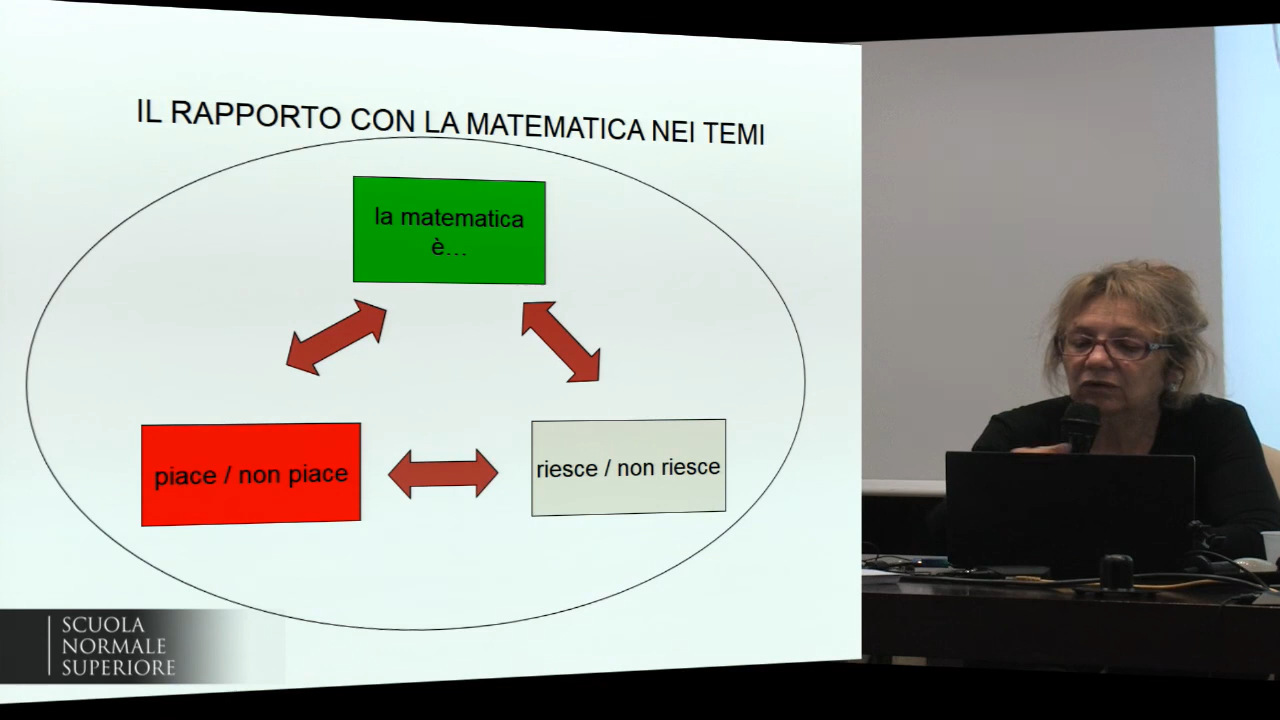 IL RAPPORTO CON LA MATEMATICA NEI TEMI
la matematica
è...
piace / non piace
riesce / non riesce
SCUOLA
NORMALE
SUPERIORE